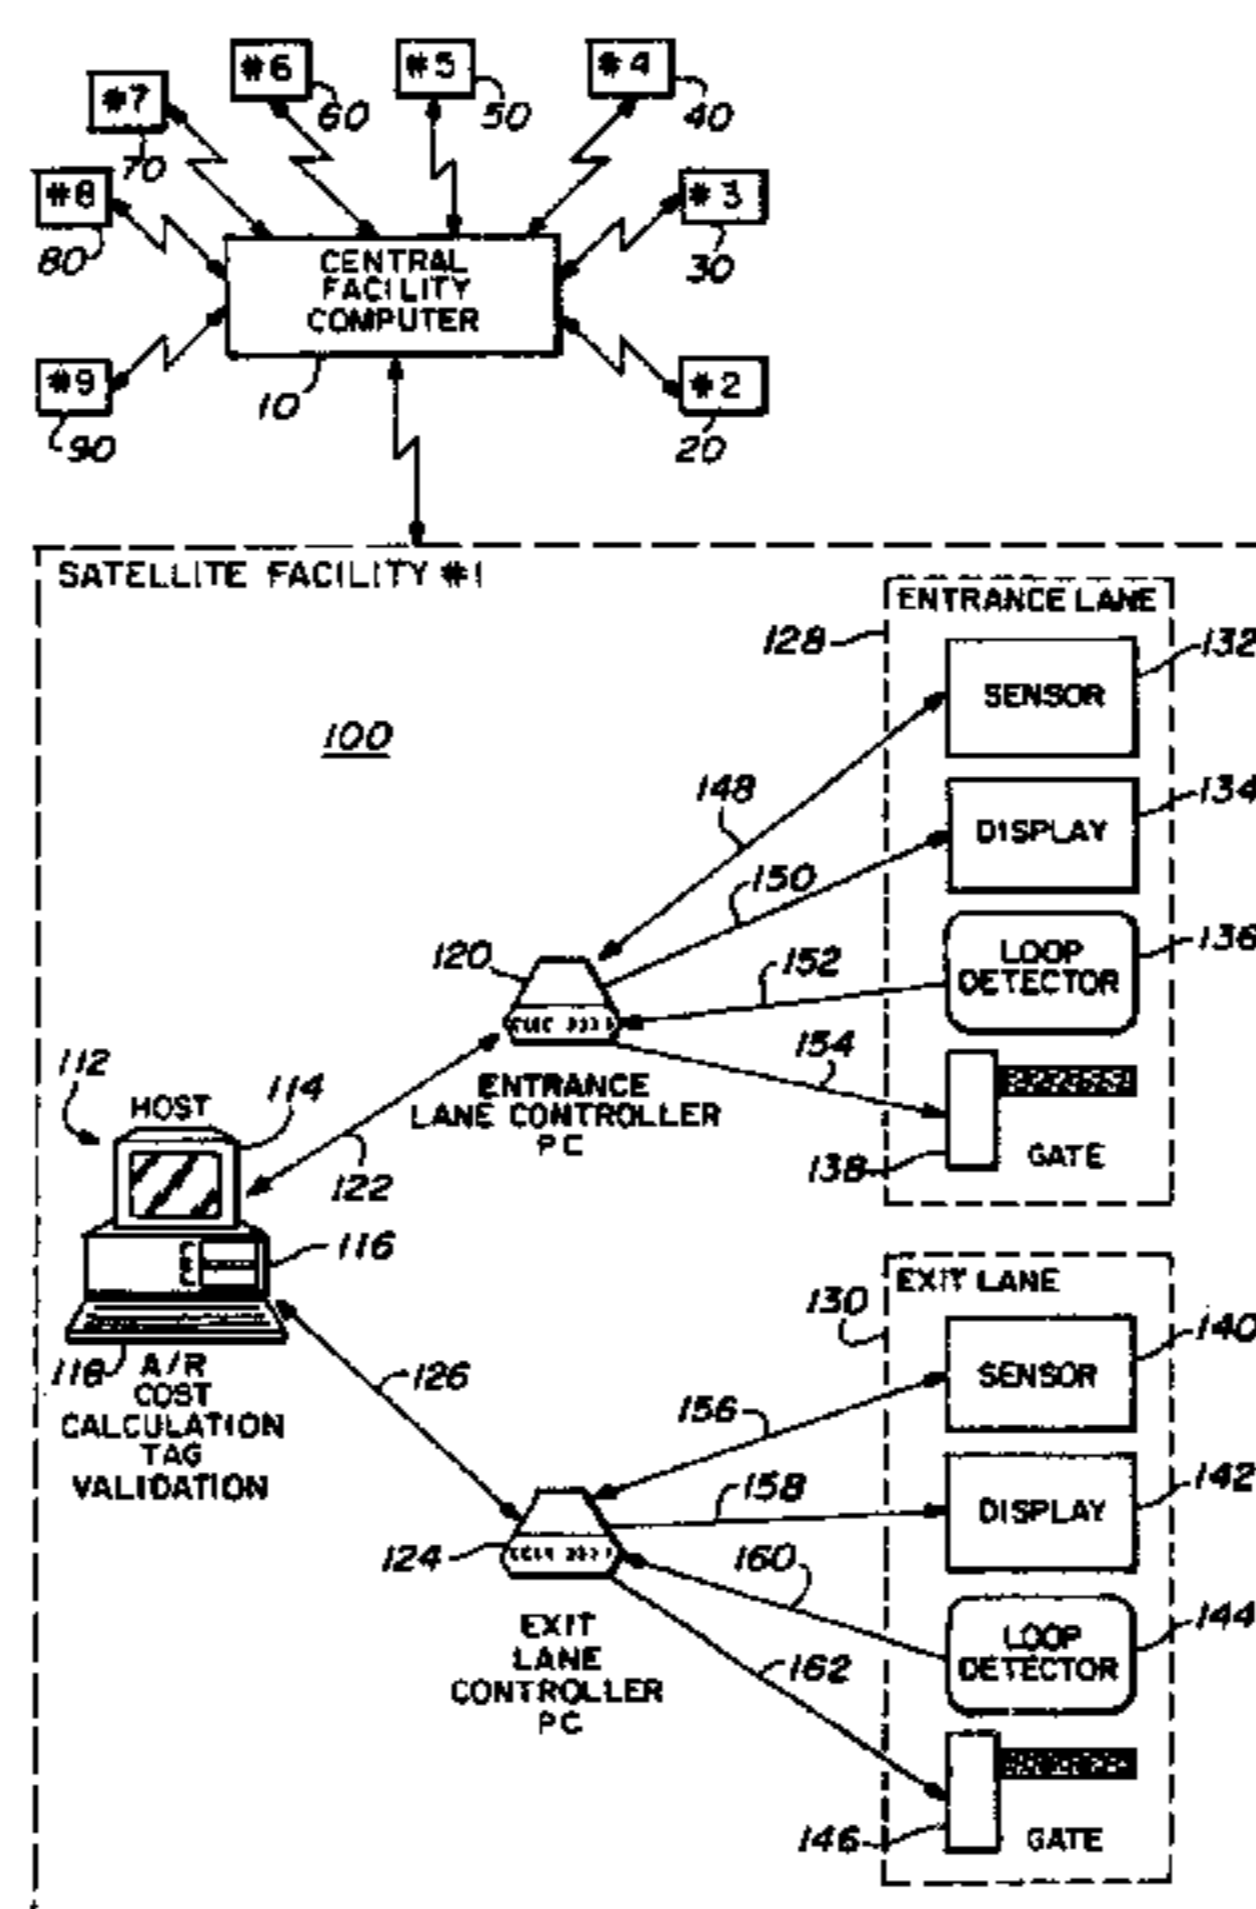 #6
#5
#4
#7
60
50
40
70
#8
#3
80
30
CENTRAL
FACILITY
COMPUTER
#9
#2
10
90
20
SATELLITE FACILITY #1
ENTRANCE LANE
128
132
SENSOR
100
148
134
DISPLAY
150
120
152
136
LOOP
DETECTOR
154
112
HOST
114
ENTRANCE
LANE CONTROLLER
PC
138
GATE
122
116
EXIT LANE
130
140
118
A/R
COST
CALCULATION
TAG
VALIDATION
126
SENSOR
156
158
142
DISPLAY
124
160
144
LOOP
DETECTOR
EXIT
LANE
CONTROLLER
PC
162
146
GATE